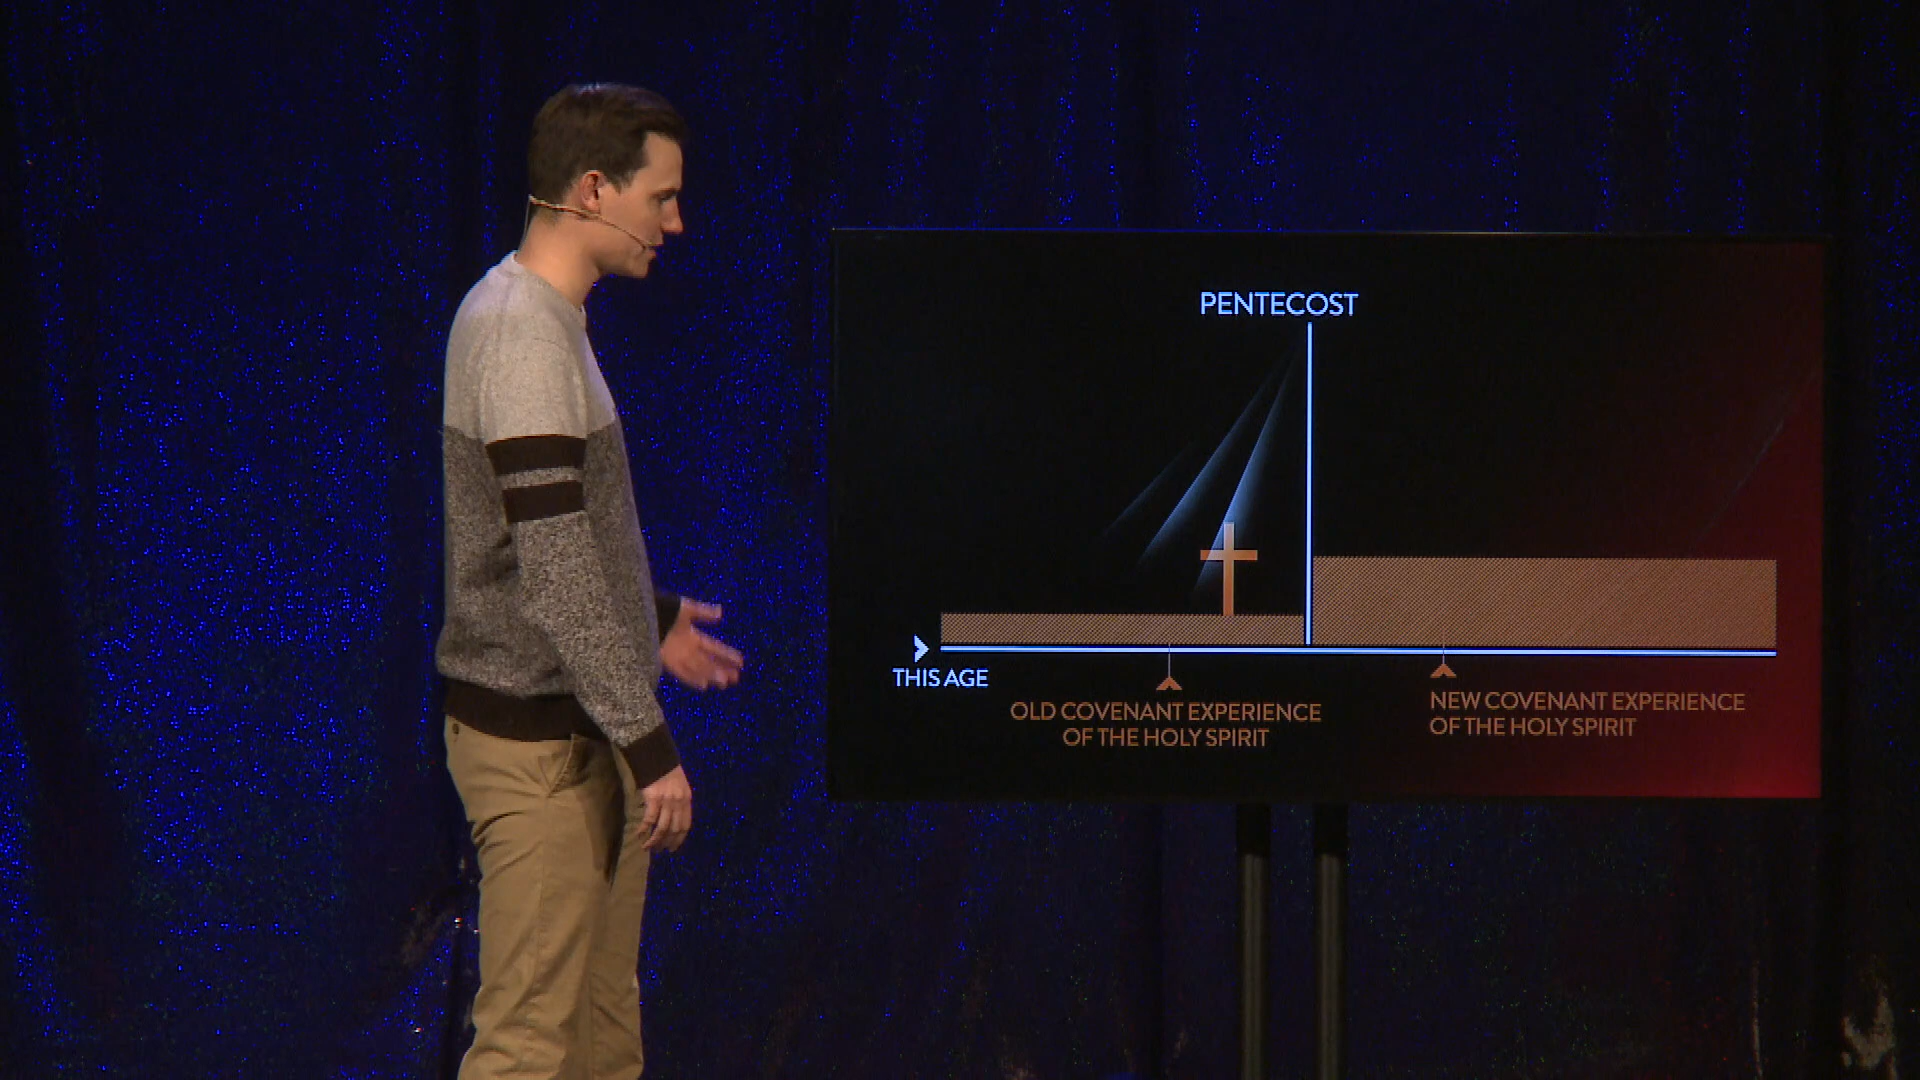 PENTECOST
THIS AGE
OLD COVENANT EXPERIENCE
OF THE HOLY SPIRIT
NEW COVENANT EXPERIENCE
OF THE HOLY SPIRIT